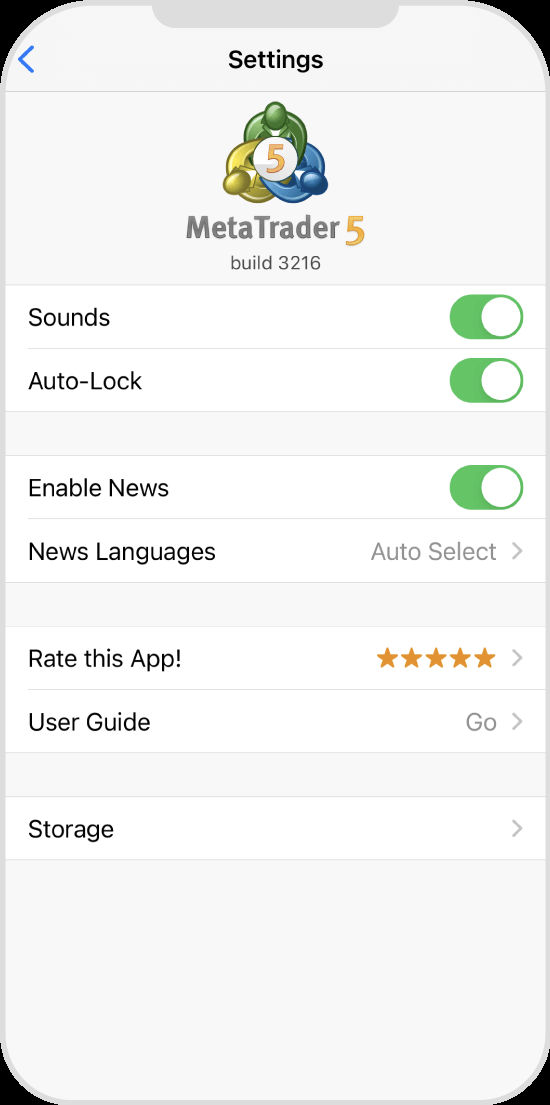 Settings
5
MetaTrader 5
build 3216
Sounds
Auto-Lock
Enable News
News Languages Auto Select
Rate this App!
User Guide Go
Storage